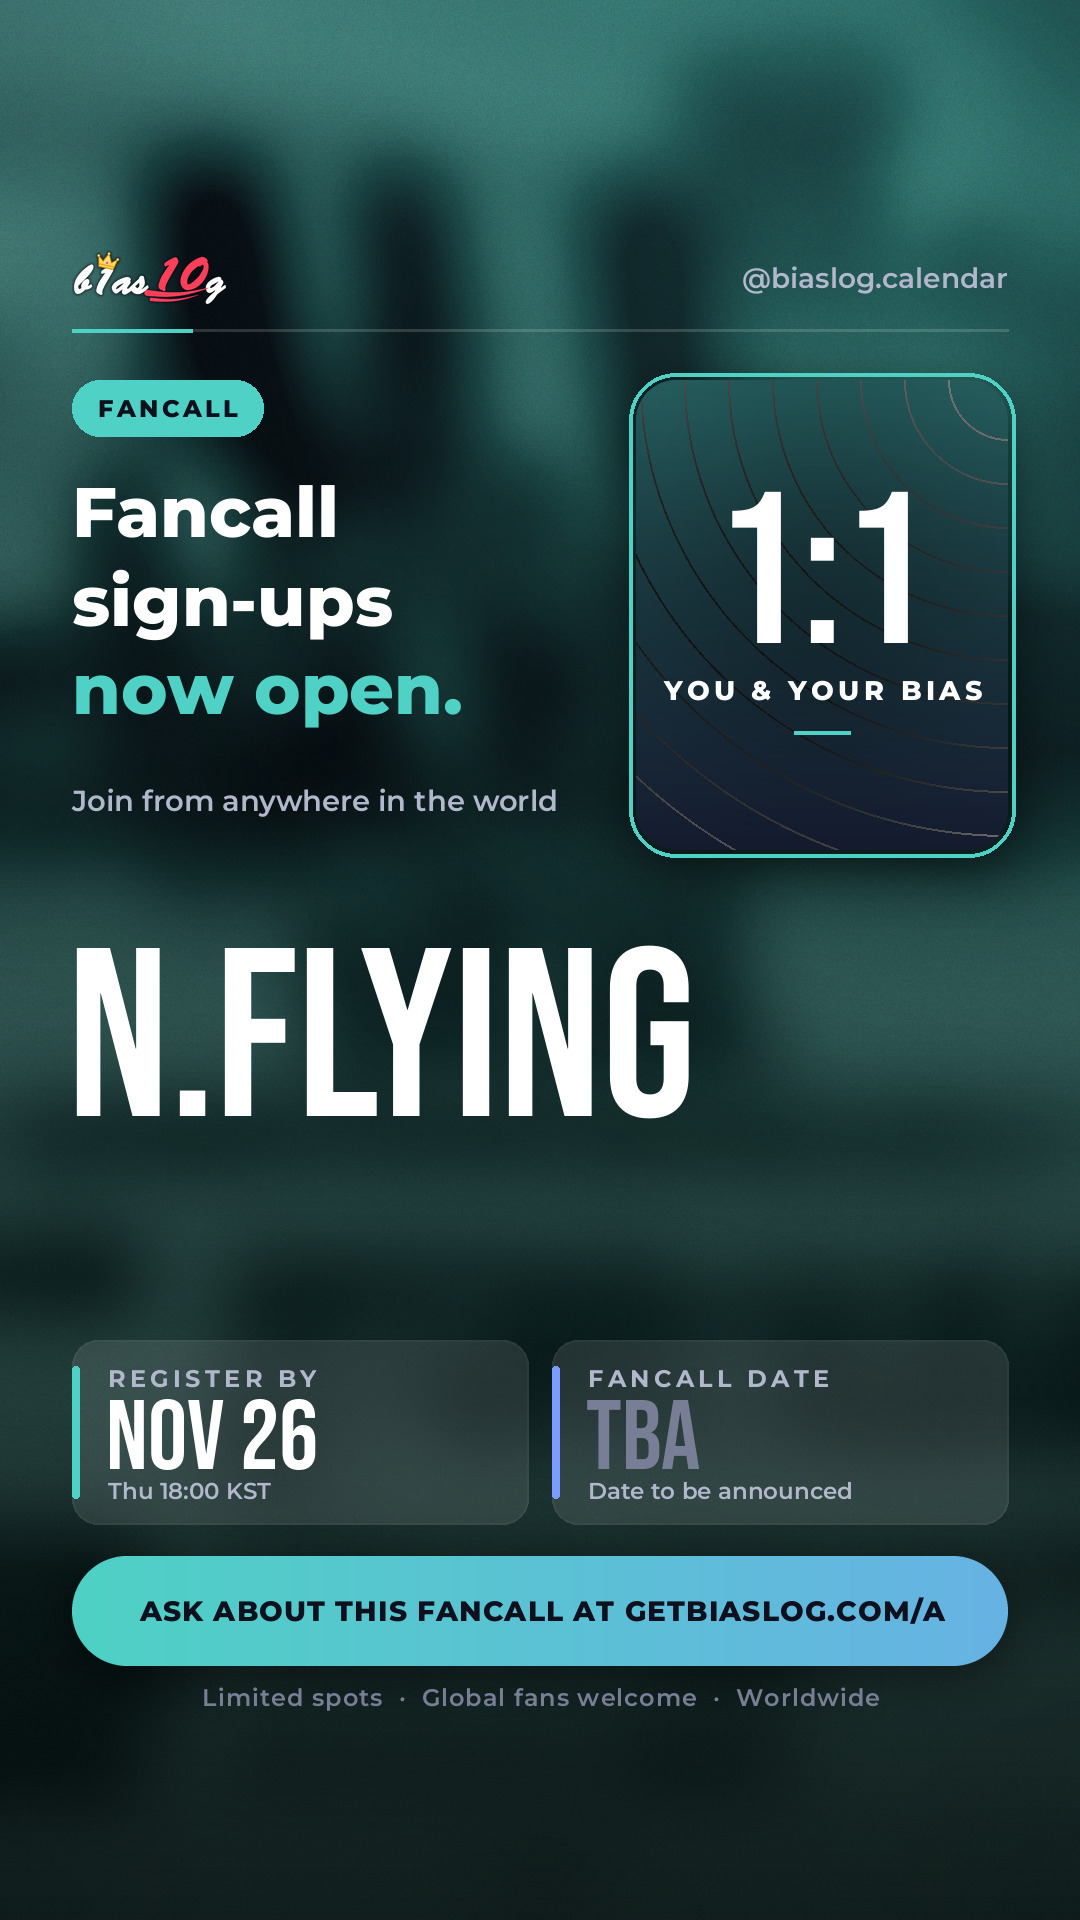 b1as10g
@biaslog.calendar
FANCALL
Fancall
sign-ups
now open.
Join from anywhere in the world
1:1
YOU & YOUR BIAS
N.FLYING
REGISTER BY
NOV 26
Thu 18:00 KST
FANCALL DATE
TBA
Date to be announced
ASK ABOUT THIS FANCALL AT GETBIASLOG.COM/A
Limited spots · Global fans welcome · Worldwide